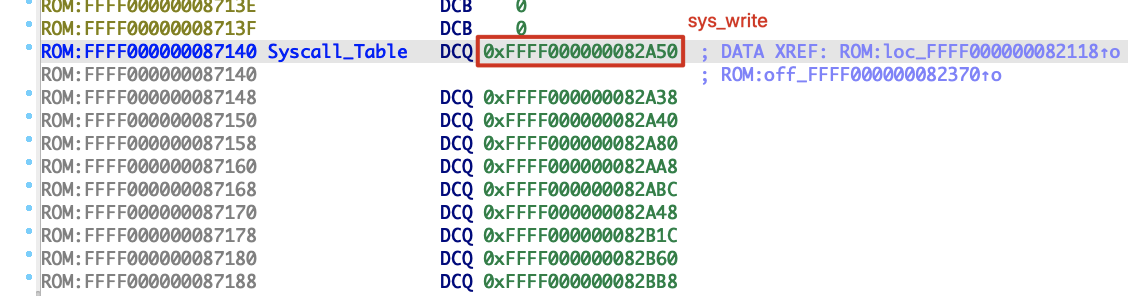 ROM:FFFF00000008713E DCB 0
sys_write
ROM:FFFF00000008713F DCB 0
ROM:FFFF000000087140 Syscall_Table DCQ 0xFFFF000000082A50 ; DATA XREF: ROM:loc_FFFF000000082118↑o
ROM:FFFF000000087140 ; ROM:off_FFFF000000082370↑o
ROM:FFFF000000087148 DCQ 0xFFFF000000082A38
ROM:FFFF000000087150 DCQ 0xFFFF000000082A40
ROM:FFFF000000087158 DCQ 0xFFFF000000082A80
ROM:FFFF000000087160 DCQ 0xFFFF000000082AA8
ROM:FFFF000000087168 DCQ 0xFFFF000000082ABC
ROM:FFFF000000087170 DCQ 0xFFFF000000082A48
ROM:FFFF000000087178 DCQ 0xFFFF000000082B1C
ROM:FFFF000000087180 DCQ 0xFFFF000000082B60
ROM:FFFF000000087188 DCQ 0xFFFF000000082BB8